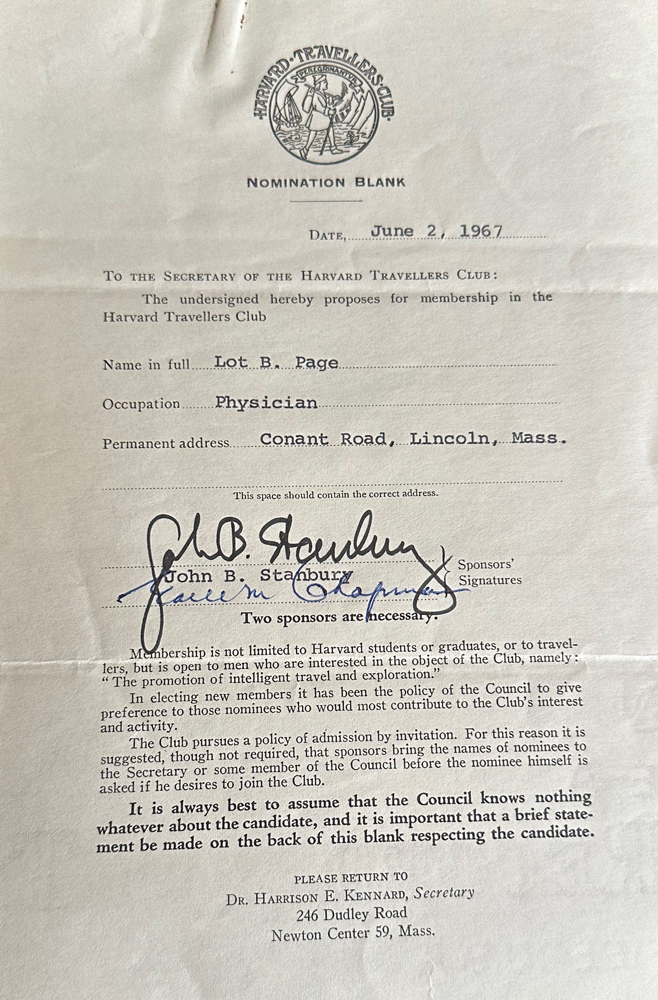 HARVARD·TRAVELLERS·CLUB·
PEREGRINANTUR
NOMINATION BLANK
DATE, June 2, 1967
TO THE SECRETARY OF THE HARVARD TRAVELLERS CLUB:
The undersigned hereby proposes for membership in the
Harvard Travellers Club
Name in full Lot B. Page
Occupation Physician
Permanent address Conant Road, Lincoln, Mass.
This space should contain the correct address.
John B. Stanbury
Sponsors'
John B. Stanbury
Signatures
Chapman
Two sponsors are necessary.
Membership is not limited to Harvard students or graduates, or to travel-
lers, but is open to men who are interested in the object of the Club, namely:
"The promotion of intelligent travel and exploration."
In electing new members it has been the policy of the Council to give
preference to those nominees who would most contribute to the Club's interest
and activity.
The Club pursues a policy of admission by invitation. For this reason it is
suggested, though not required, that sponsors bring the names of nominees to
the Secretary or some member of the Council before the nominee himself is
asked if he desires to join the Club.
It is always best to assume that the Council knows nothing
whatever about the candidate, and it is important that a brief state-
ment be made on the back of this blank respecting the candidate.
PLEASE RETURN TO
DR. HARRISON E. KENNARD, Secretary
246 Dudley Road
Newton Center 59, Mass.